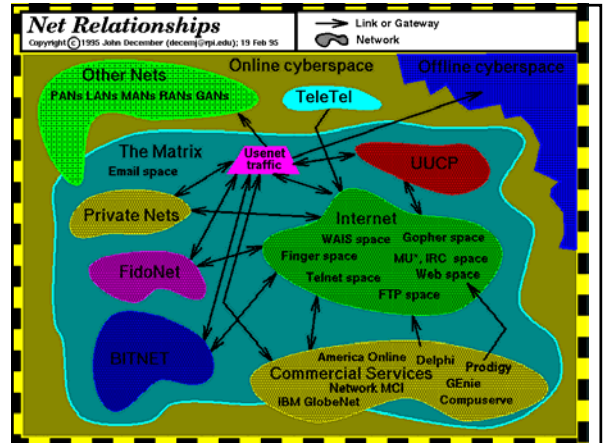 Net Relationships
Copyright ©1995 John December (decemj@rpi.edu); 19 Feb 95
Link or Gateway
Network
Other Nets
PANs LANs MANs RANs GANs
Online cyberspace
Offline cyberspace
TeleTel
The Matrix
Email space
Usenet
traffic
UUCP
Private Nets
Internet
WAIS space
Gopher space
Finger space
MU*, IRC space
Web space
Telnet space
FTP space
FidoNet
BITNET
America Online
Delphi
Prodigy
Commercial Services
Network MCI
GEnie
IBM GlobeNet
Compuserve